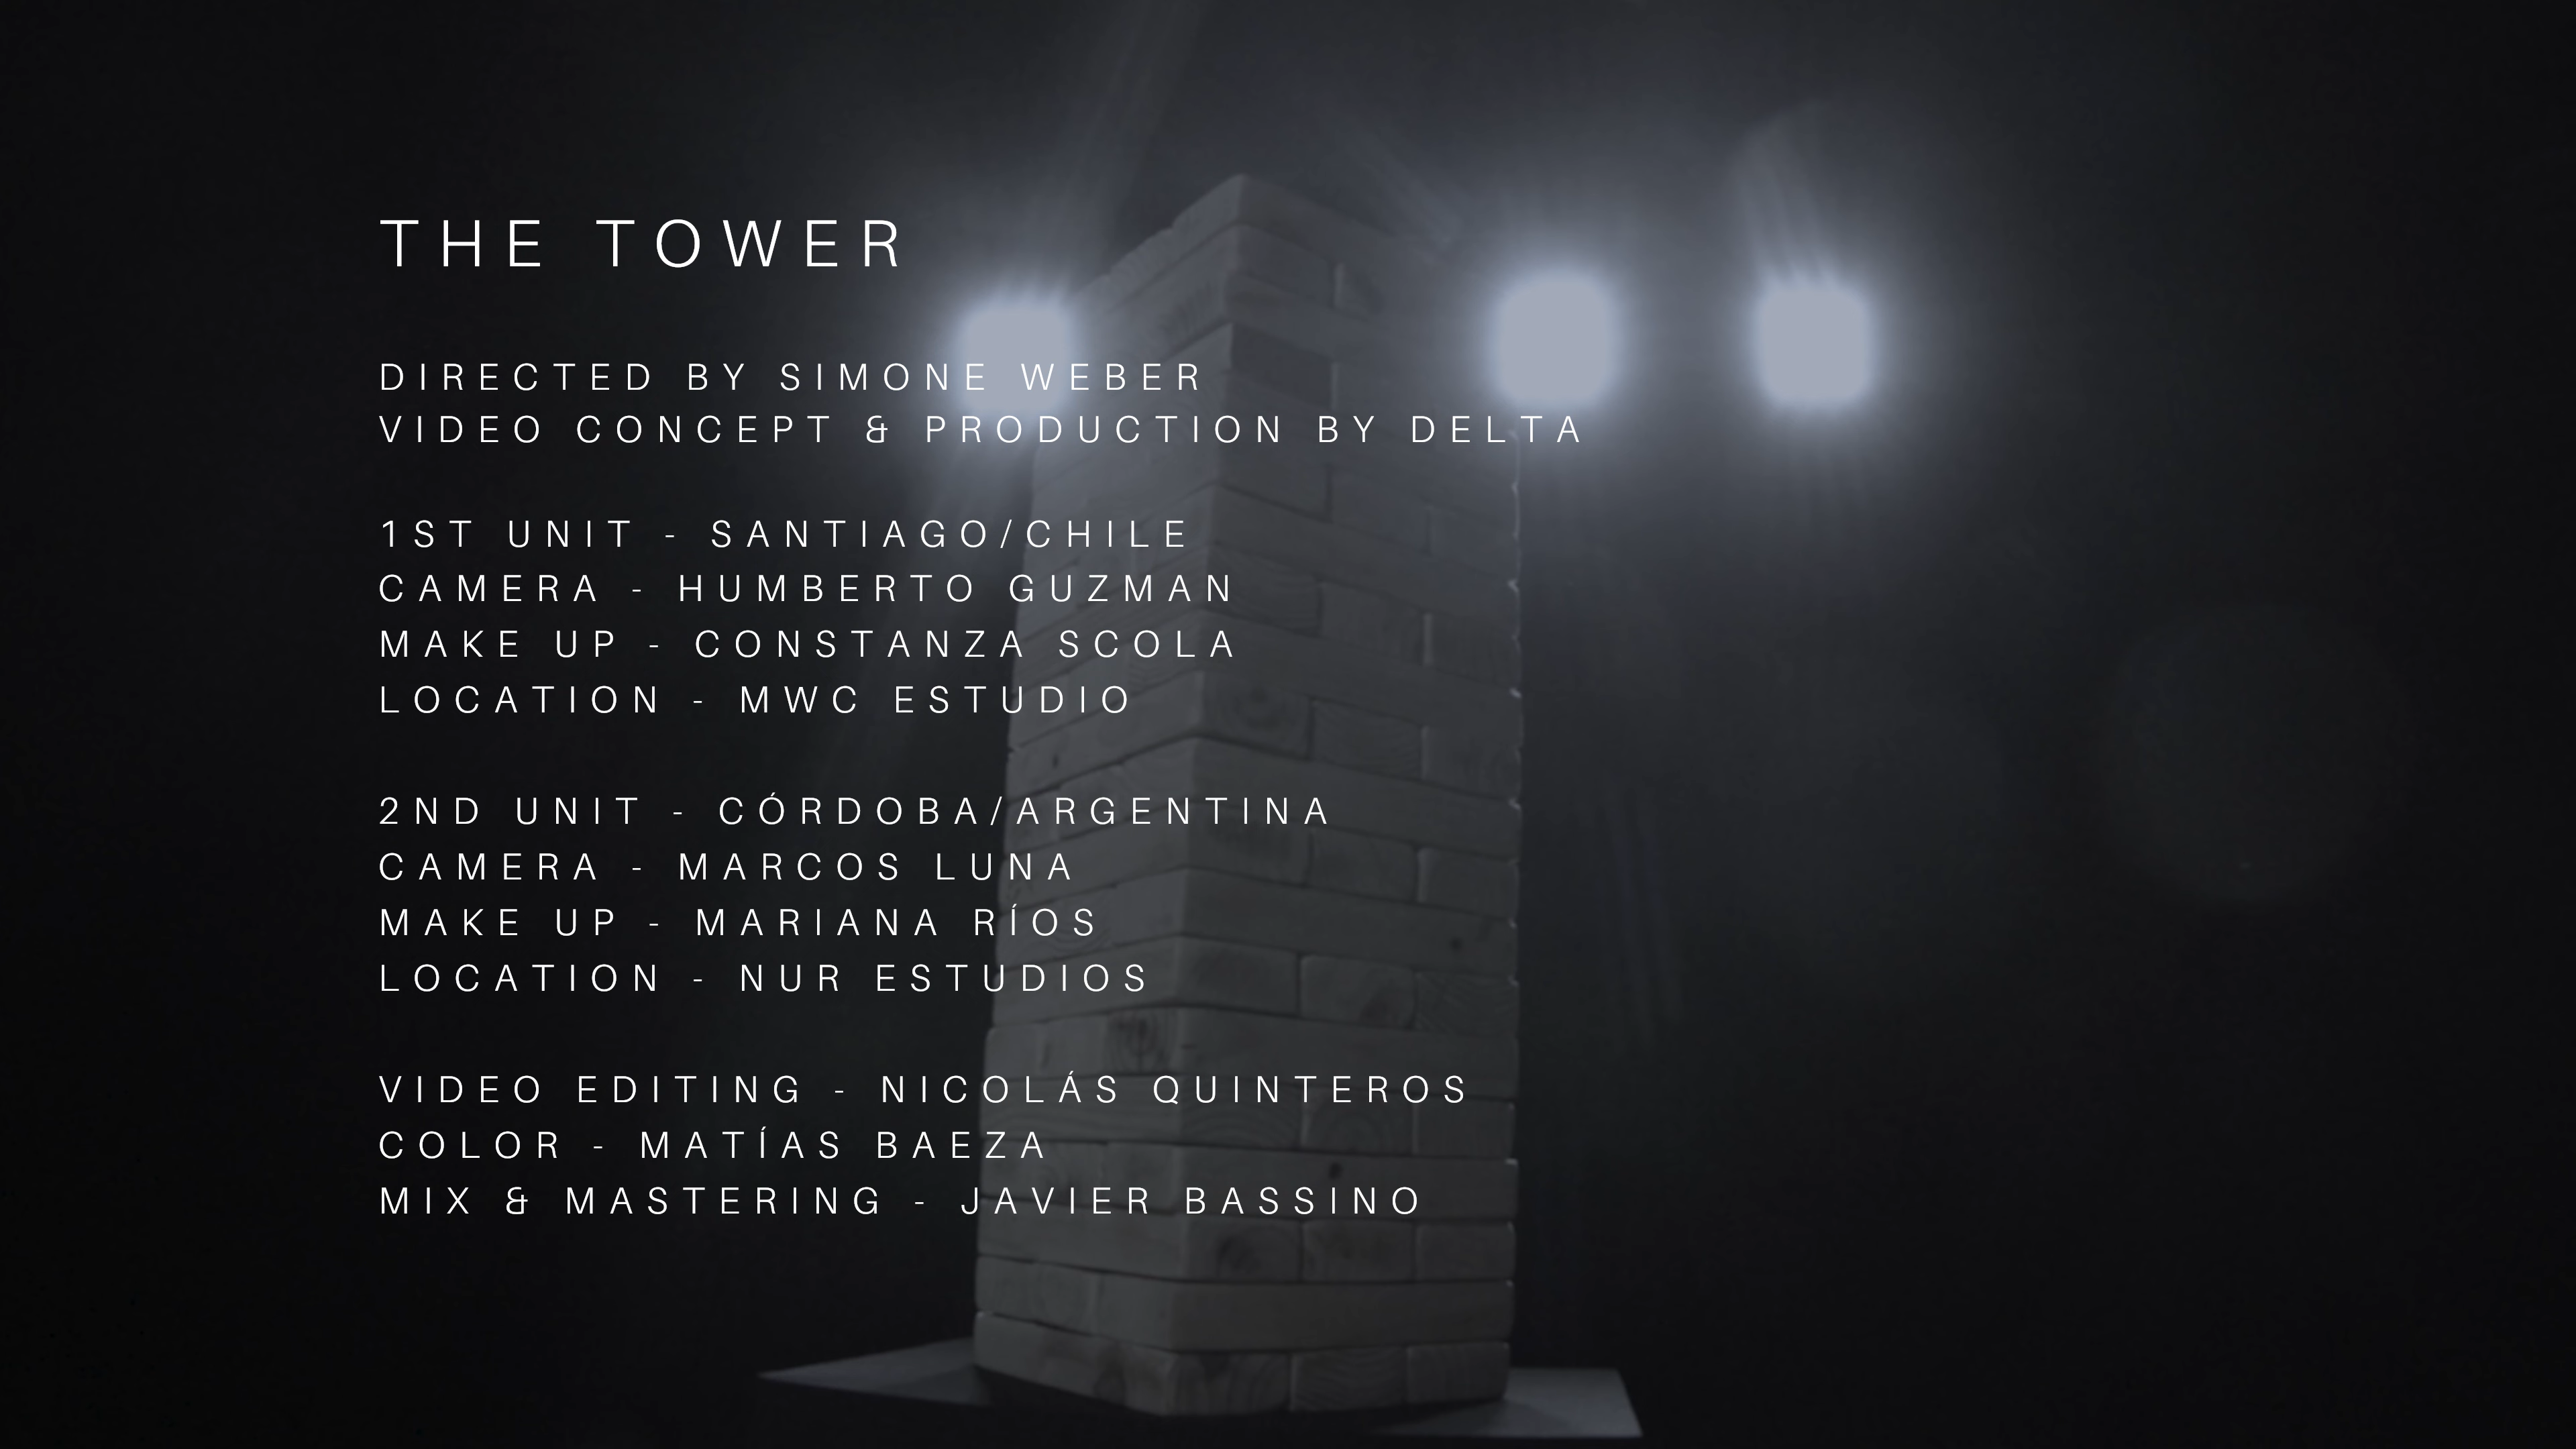 THE TOWER
DIRECTED BY SIMONE WEBER
VIDEO CONCEPT & PRODUCTION BY DELTA
1ST UNIT - SANTIAGO/CHILE
CAMERA - HUMBERTO GUZMAN
MAKE UP - CONSTANZA SCOLA
LOCATION - MWC ESTUDIO
2ND UNIT - CÓRDOBA/ARGENTINA
CAMERA - MARCOS LUNA
MAKE UP - MARIANA RÍOS
LOCATION - NUR ESTUDIOS
VIDEO EDITING - NICOLÁS QUINTEROS
COLOR - MATÍAS BAEZA
MIX & MASTERING - JAVIER BASSINO